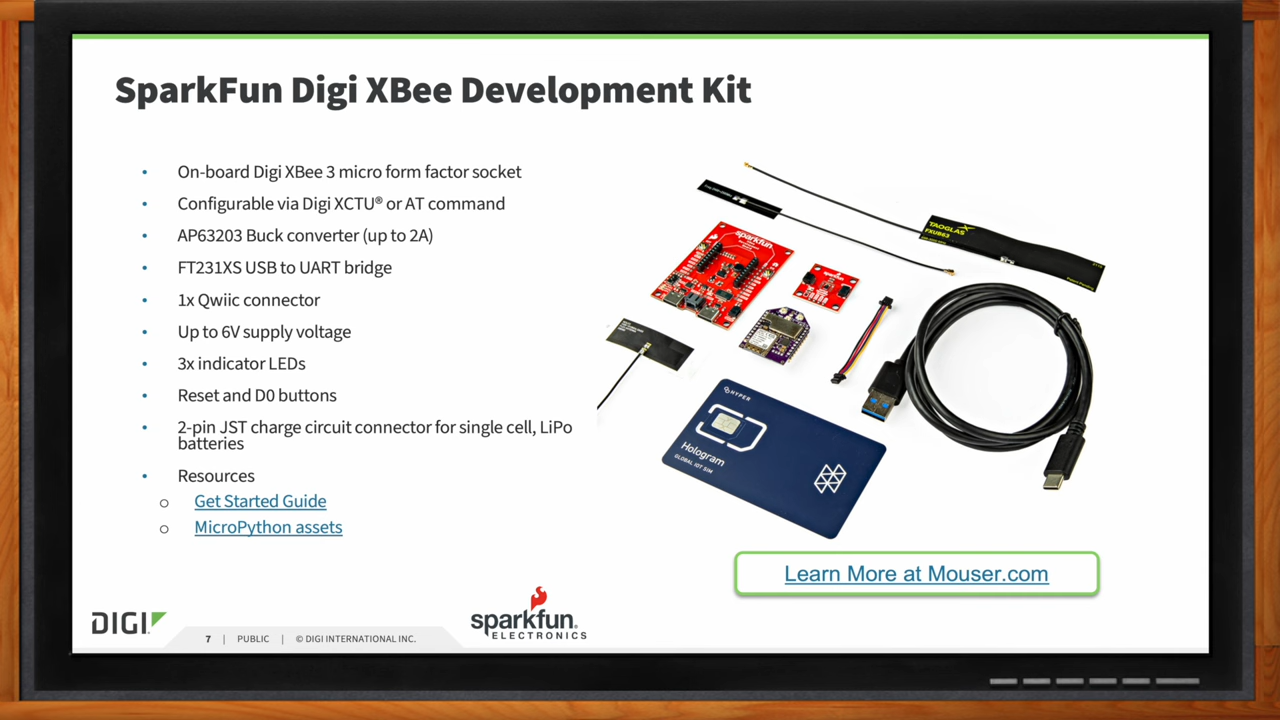 SparkFun Digi XBee Development Kit
On-board Digi XBee 3 micro form factor socket
Configurable via Digi XCTU® or AT command
AP63203 Buck converter (up to 2A)
FT231XS USB to UART bridge
1x Qwiic connector
Up to 6V supply voltage
3x indicator LEDs
Reset and D0 buttons
2-pin JST charge circuit connector for single cell, LiPo
batteries
Resources
Get Started Guide
MicroPython assets
sparkfun
TAOGLAS
FXUB63
HYPER
Hologram
GLOBAL IOT SIM
Learn More at Mouser.com
DIGI
7 | PUBLIC | © DIGI INTERNATIONAL INC.
sparkfun
ELECTRONICS